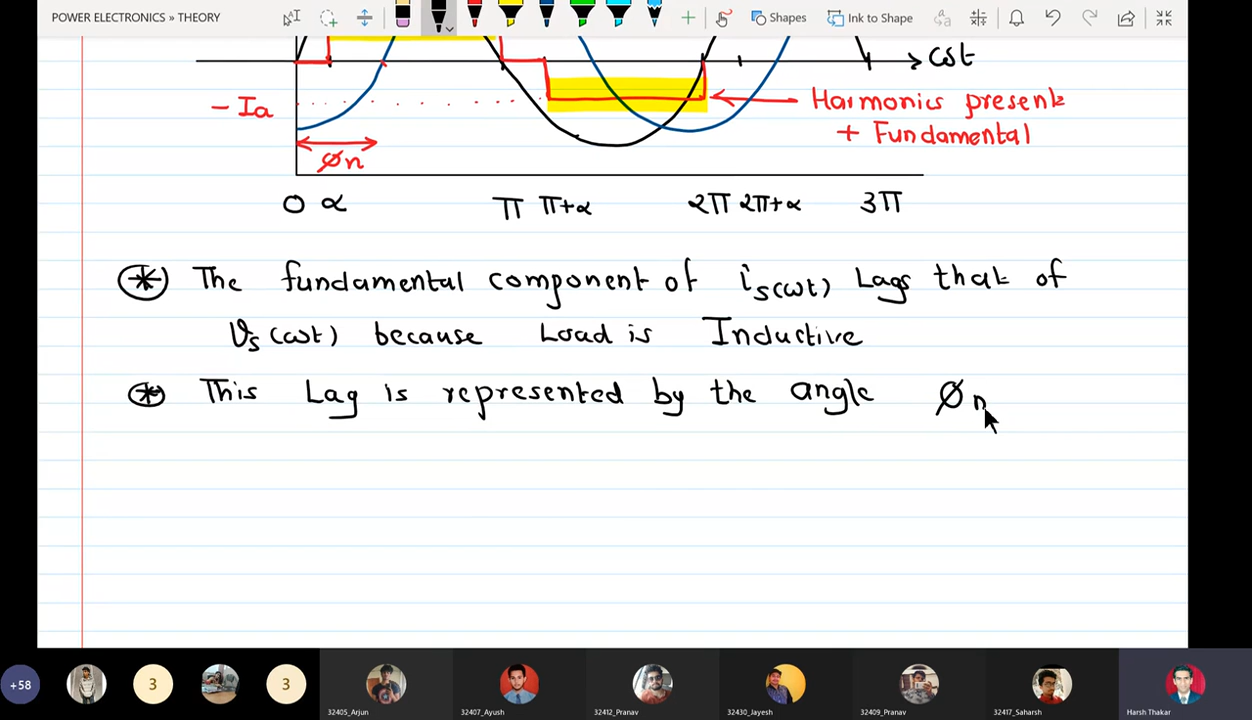 POWER ELECTRONICS » THEORY
Shapes
Ink to Shape
ωt
- Ia
Harmonics present
+ Fundamental
Øn
0 α π π+α 2π 2π+α 3π
The fundamental component of is(ωt) Lags that of
vs(ωt) because Load is Inductive
This Lag is represented by the angle Øn
+58
3
3
32405_Arjun
32407_Ayush
32412_Pranav
32430_Jayesh
32409_Pranav
32417_Saharsh
Harsh Thakar